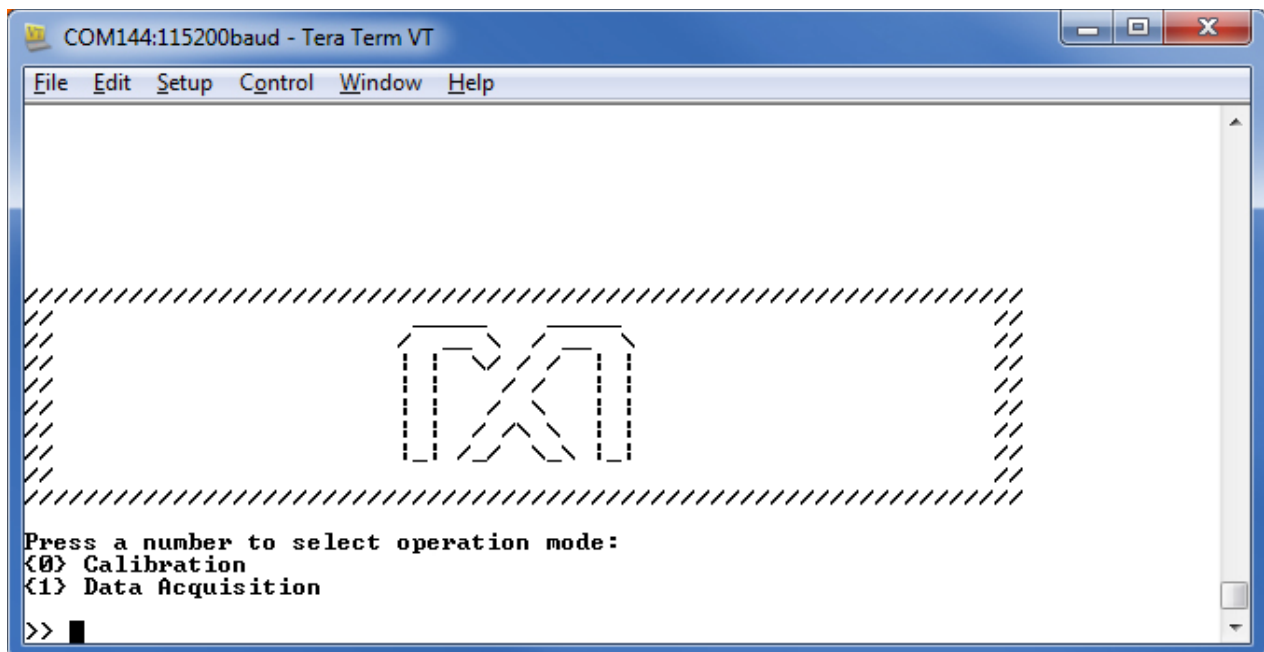 COM144:115200baud - Tera Term VT
File Edit Setup Control Window Help
Press a number to select operation mode:
{0} Calibration
{1} Data Acquisition
>>